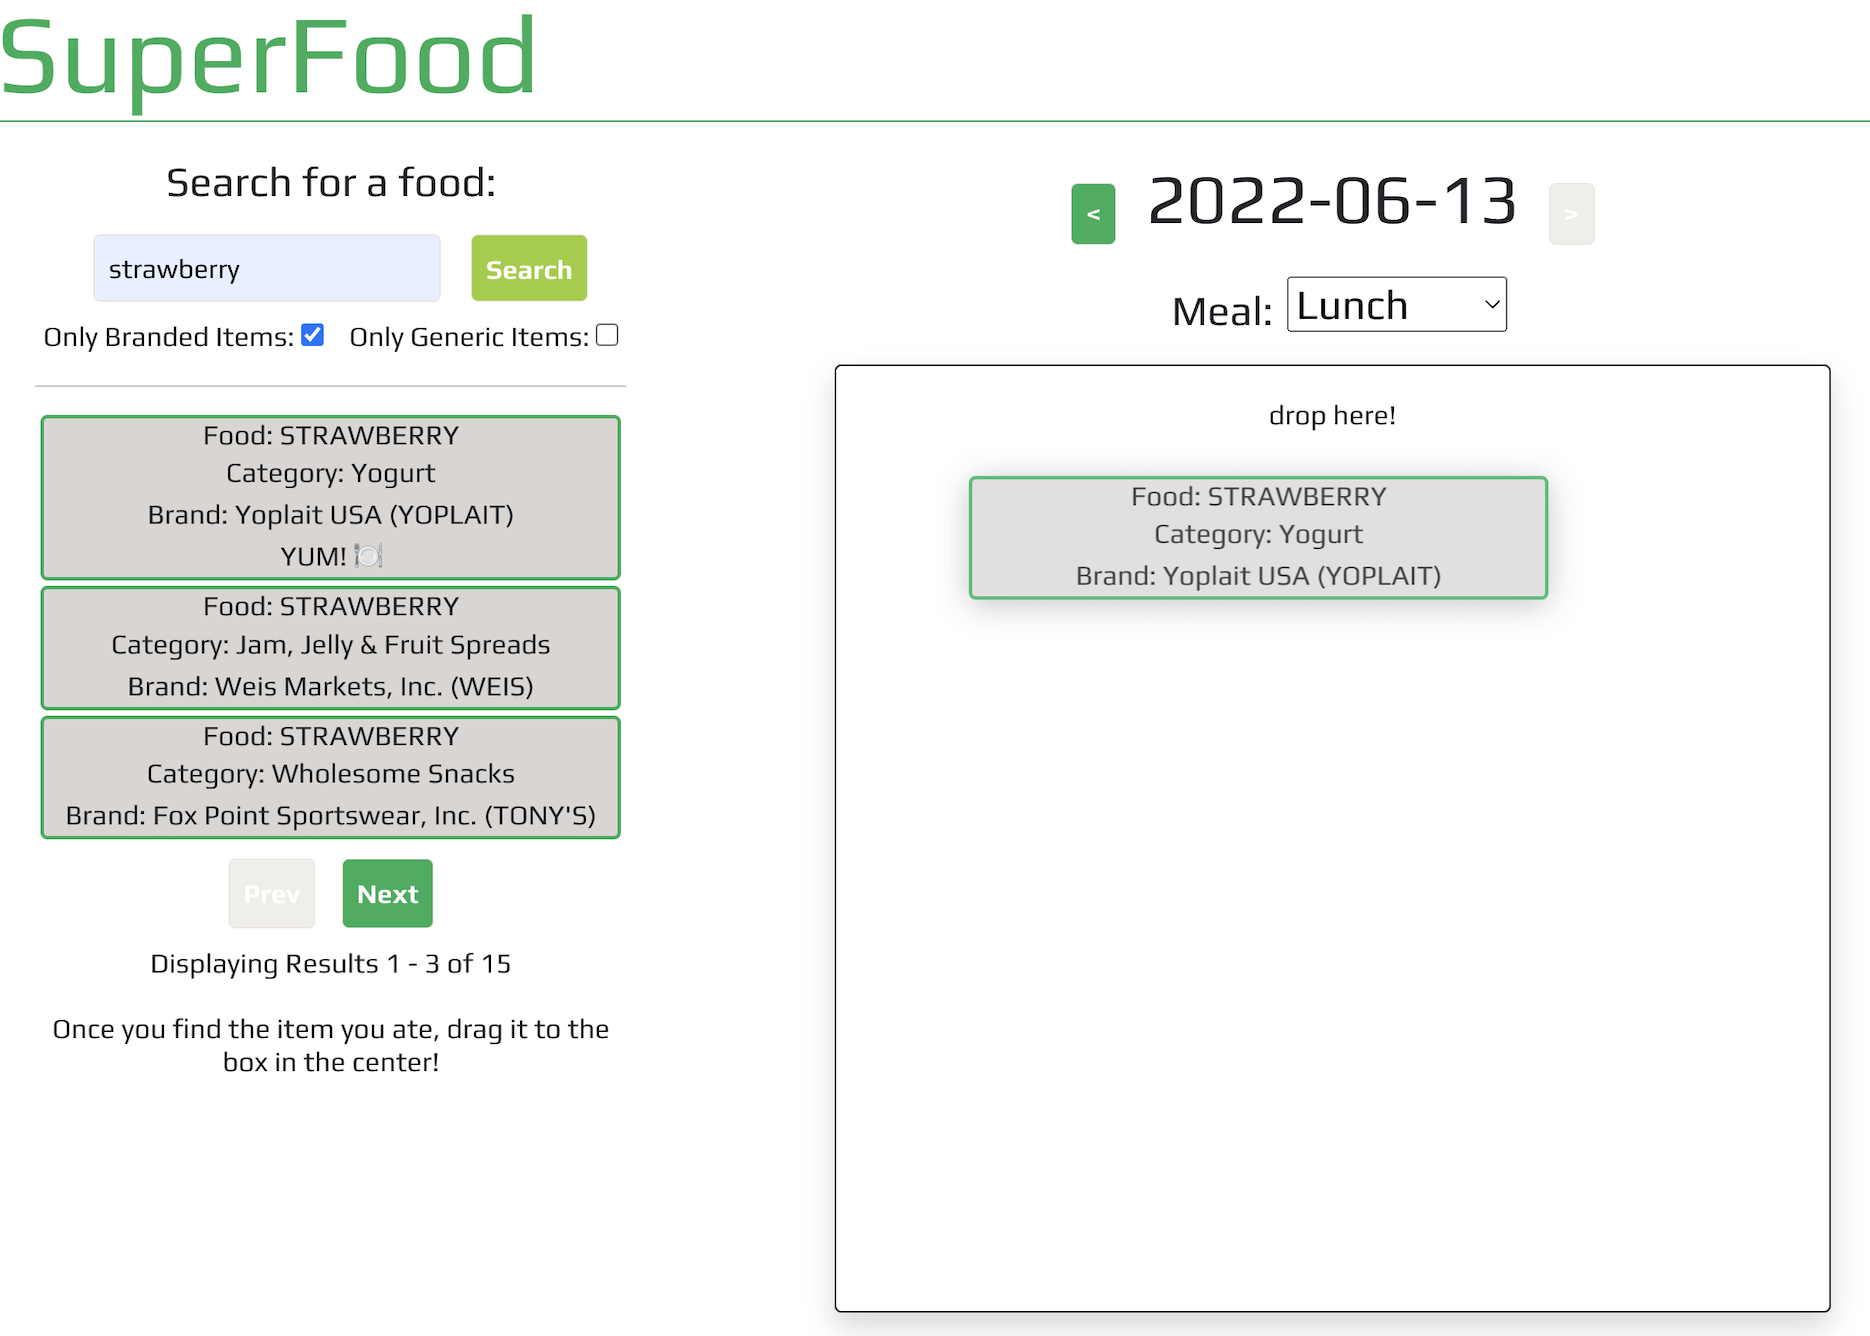 SuperFood
Search for a food:
strawberry
Search
Only Branded Items:
Only Generic Items:
Food: STRAWBERRY
Category: Yogurt
Brand: Yoplait USA (YOPLAIT)
YUM! 🍽️
Food: STRAWBERRY
Category: Jam, Jelly & Fruit Spreads
Brand: Weis Markets, Inc. (WEIS)
Food: STRAWBERRY
Category: Wholesome Snacks
Brand: Fox Point Sportswear, Inc. (TONY'S)
Prev
Next
Displaying Results 1 - 3 of 15
Once you find the item you ate, drag it to the
box in the center!
<
2022-06-13
>
Meal: Lunch
drop here!
Food: STRAWBERRY
Category: Yogurt
Brand: Yoplait USA (YOPLAIT)